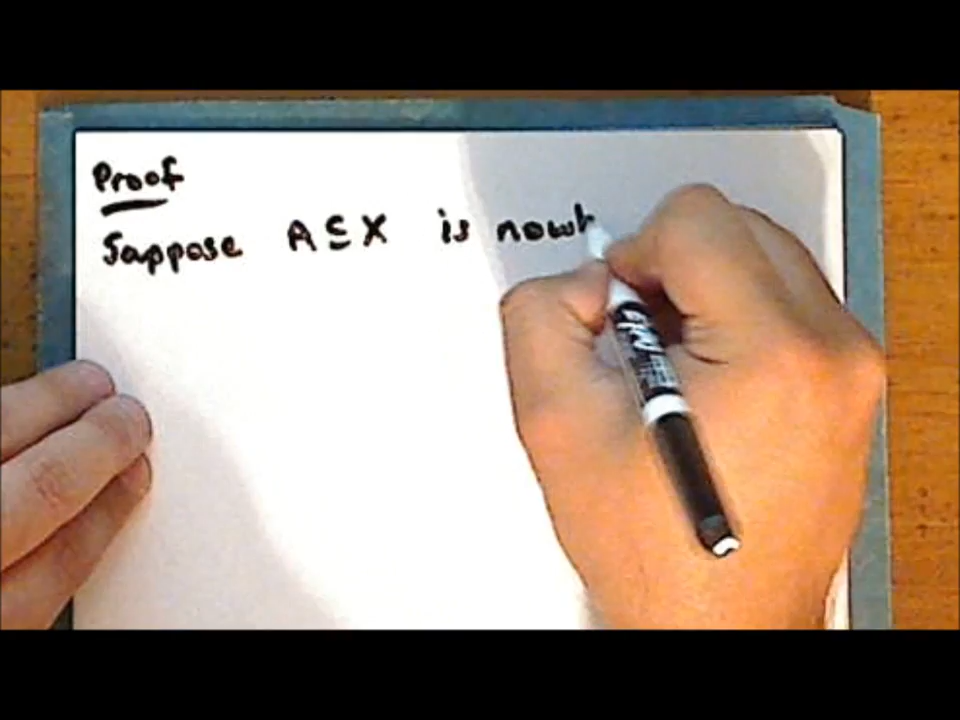 Proof
Suppose A ⊆ X is nowh